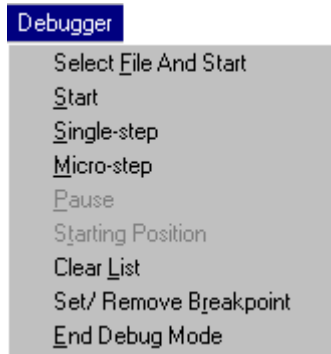 Debugger
Select File And Start
Start
Single-step
Micro-step
Pause
Starting Position
Clear List
Set/ Remove Breakpoint
End Debug Mode